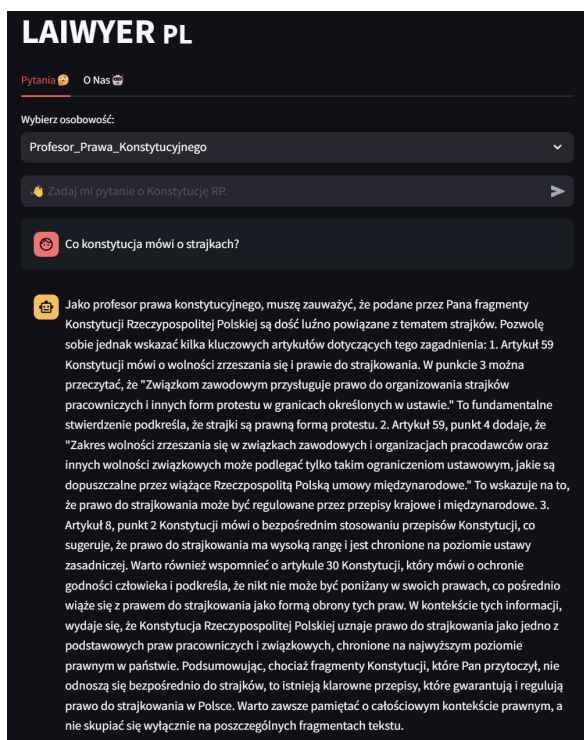 LAIWYER PL
Pytania🤔 O Nas🤖
Wybierz osobowość:
Profesor_Prawa_Konstytucyjnego
👋 Zadaj mi pytanie o Konstytucję RP.
Co konstytucja mówi o strajkach?
Jako profesor prawa konstytucyjnego, muszę zauważyć, że podane przez Pana fragmenty
Konstytucji Rzeczypospolitej Polskiej są dość luźno powiązane z tematem strajków. Pozwolę
sobie jednak wskazać kilka kluczowych artykułów dotyczących tego zagadnienia: 1. Artykuł 59
Konstytucji mówi o wolności zrzeszania się i prawie do strajkowania. W punkcie 3 można
przeczytać, że "Związkom zawodowym przysługuje prawo do organizowania strajków
pracowniczych i innych form protestu w granicach określonych w ustawie." To fundamentalne
stwierdzenie podkreśla, że strajki są prawną formą protestu. 2. Artykuł 59, punkt 4 dodaje, że
"Zakres wolności zrzeszania się w związkach zawodowych i organizacjach pracodawców oraz
innych wolności związkowych może podlegać tylko takim ograniczeniom ustawowym, jakie są
dopuszczalne przez wiążące Rzeczpospolitą Polską umowy międzynarodowe." To wskazuje na to,
że prawo do strajkowania może być regulowane przez przepisy krajowe i międzynarodowe. 3.
Artykuł 8, punkt 2 Konstytucji mówi o bezpośrednim stosowaniu przepisów Konstytucji, co
sugeruje, że prawo do strajkowania ma wysoką rangę i jest chronione na poziomie ustawy
zasadniczej. Warto również wspomnieć o artykule 30 Konstytucji, który mówi o ochronie
godności człowieka i podkreśla, że nikt nie może być poniżany w swoich prawach, co pośrednio
wiąże się z prawem do strajkowania jako formą obrony tych praw. W kontekście tych informacji,
wydaje się, że Konstytucja Rzeczypospolitej Polskiej uznaje prawo do strajkowania jako jedno z
podstawowych praw pracowniczych i związkowych, chronione na najwyższym poziomie
prawnym w państwie. Podsumowując, chociaż fragmenty Konstytucji, które Pan przytoczył, nie
odnoszą się bezpośrednio do strajków, to istnieją klarowne przepisy, które gwarantują i regulują
prawo do strajkowania w Polsce. Warto zawsze pamiętać o całościowym kontekście prawnym, a
nie skupiać się wyłącznie na poszczególnych fragmentach tekstu.